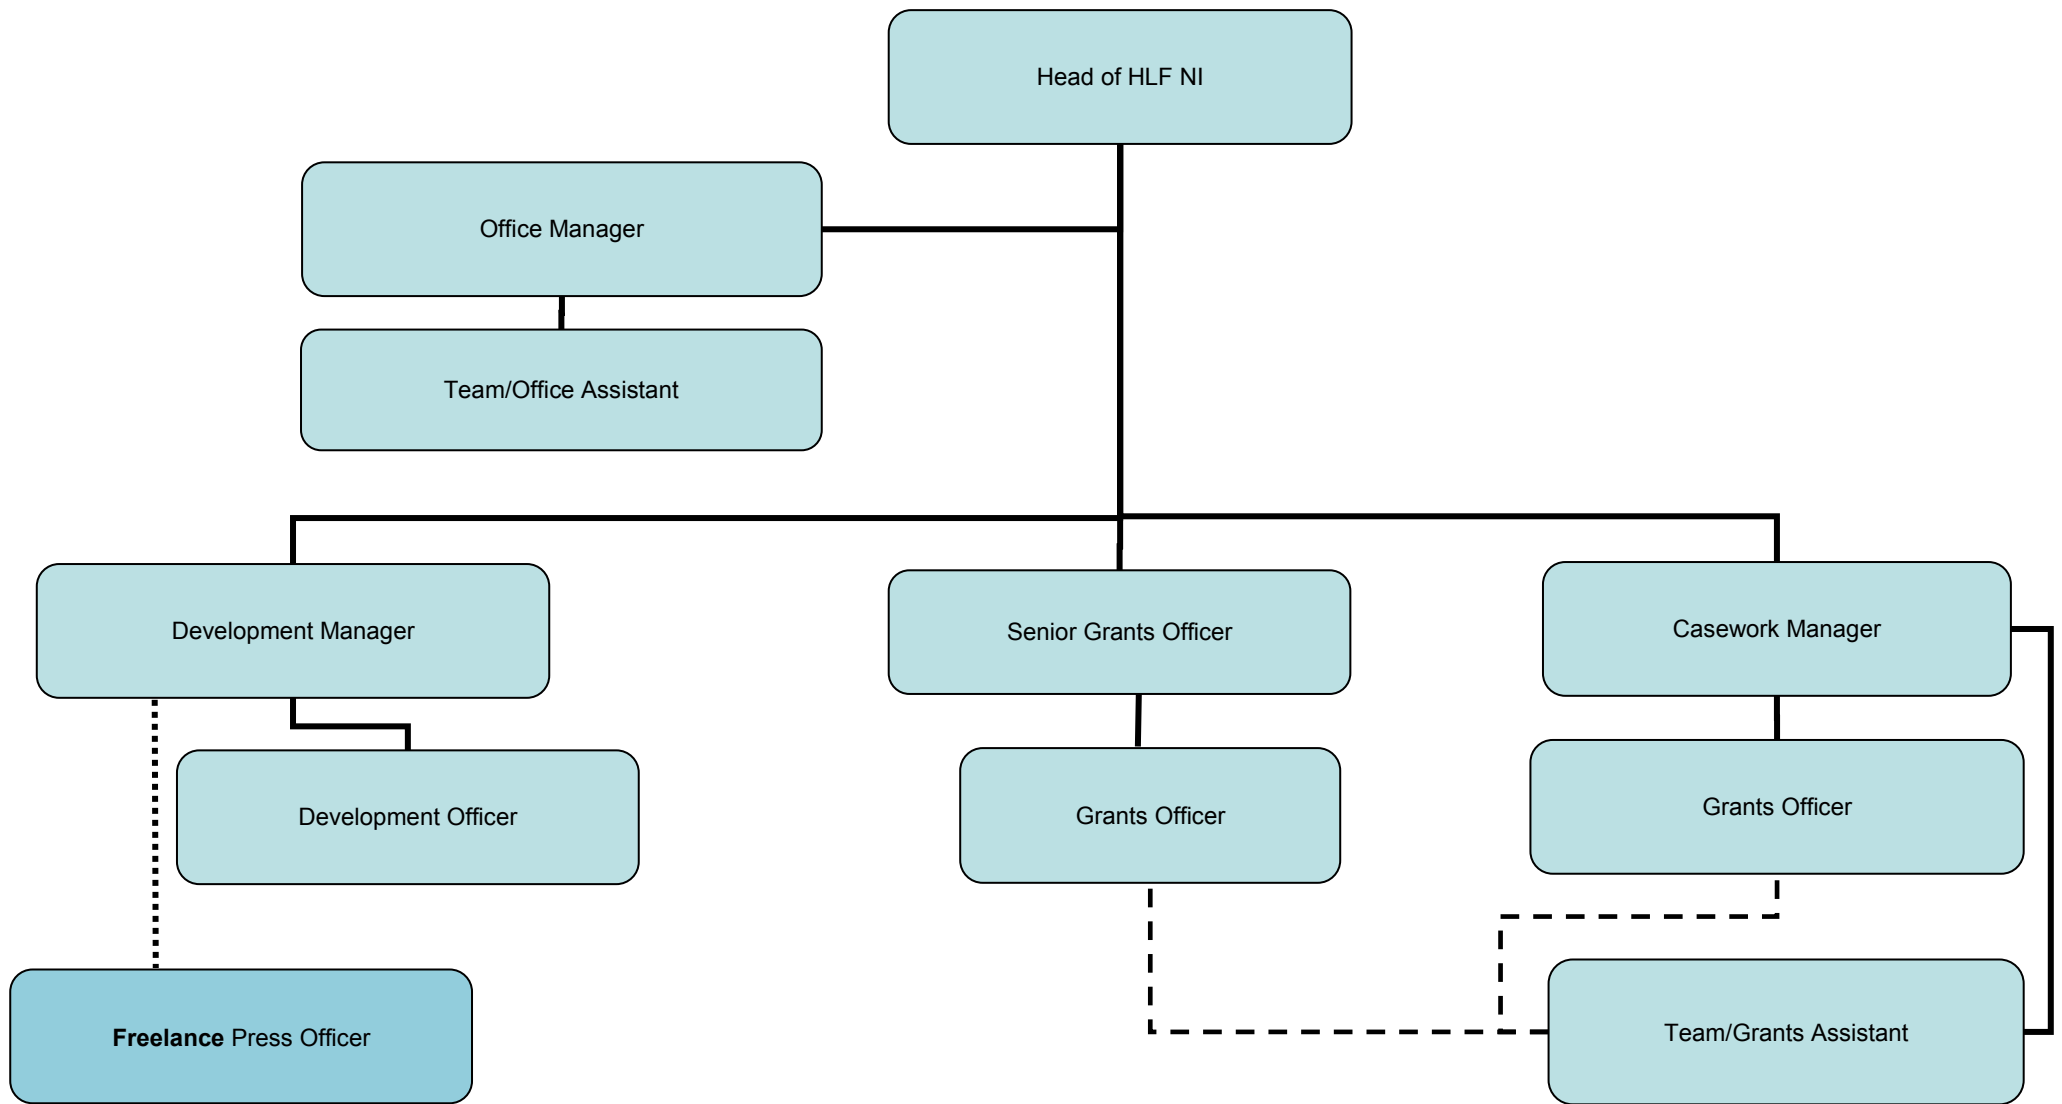 Head of HLF NI
Office Manager
Team/Office Assistant
Development Manager
Senior Grants Officer
Casework Manager
Development Officer
Grants Officer
Grants Officer
Freelance Press Officer
Team/Grants Assistant